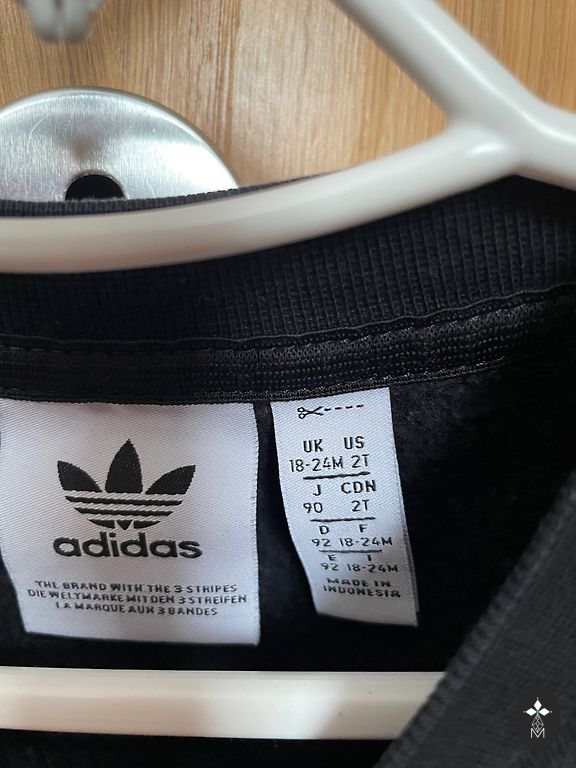 adidas
THE BRAND WITH THE 3 STRIPES
DIE WELTMARKE MIT DEN 3 STREIFEN
LA MARQUE AUX 3 BANDES
UK US
18-24M 2T
J CDN
90 2T
D F
92 18-24M
E I
92 18-24M
MADE IN
INDONESIA
M